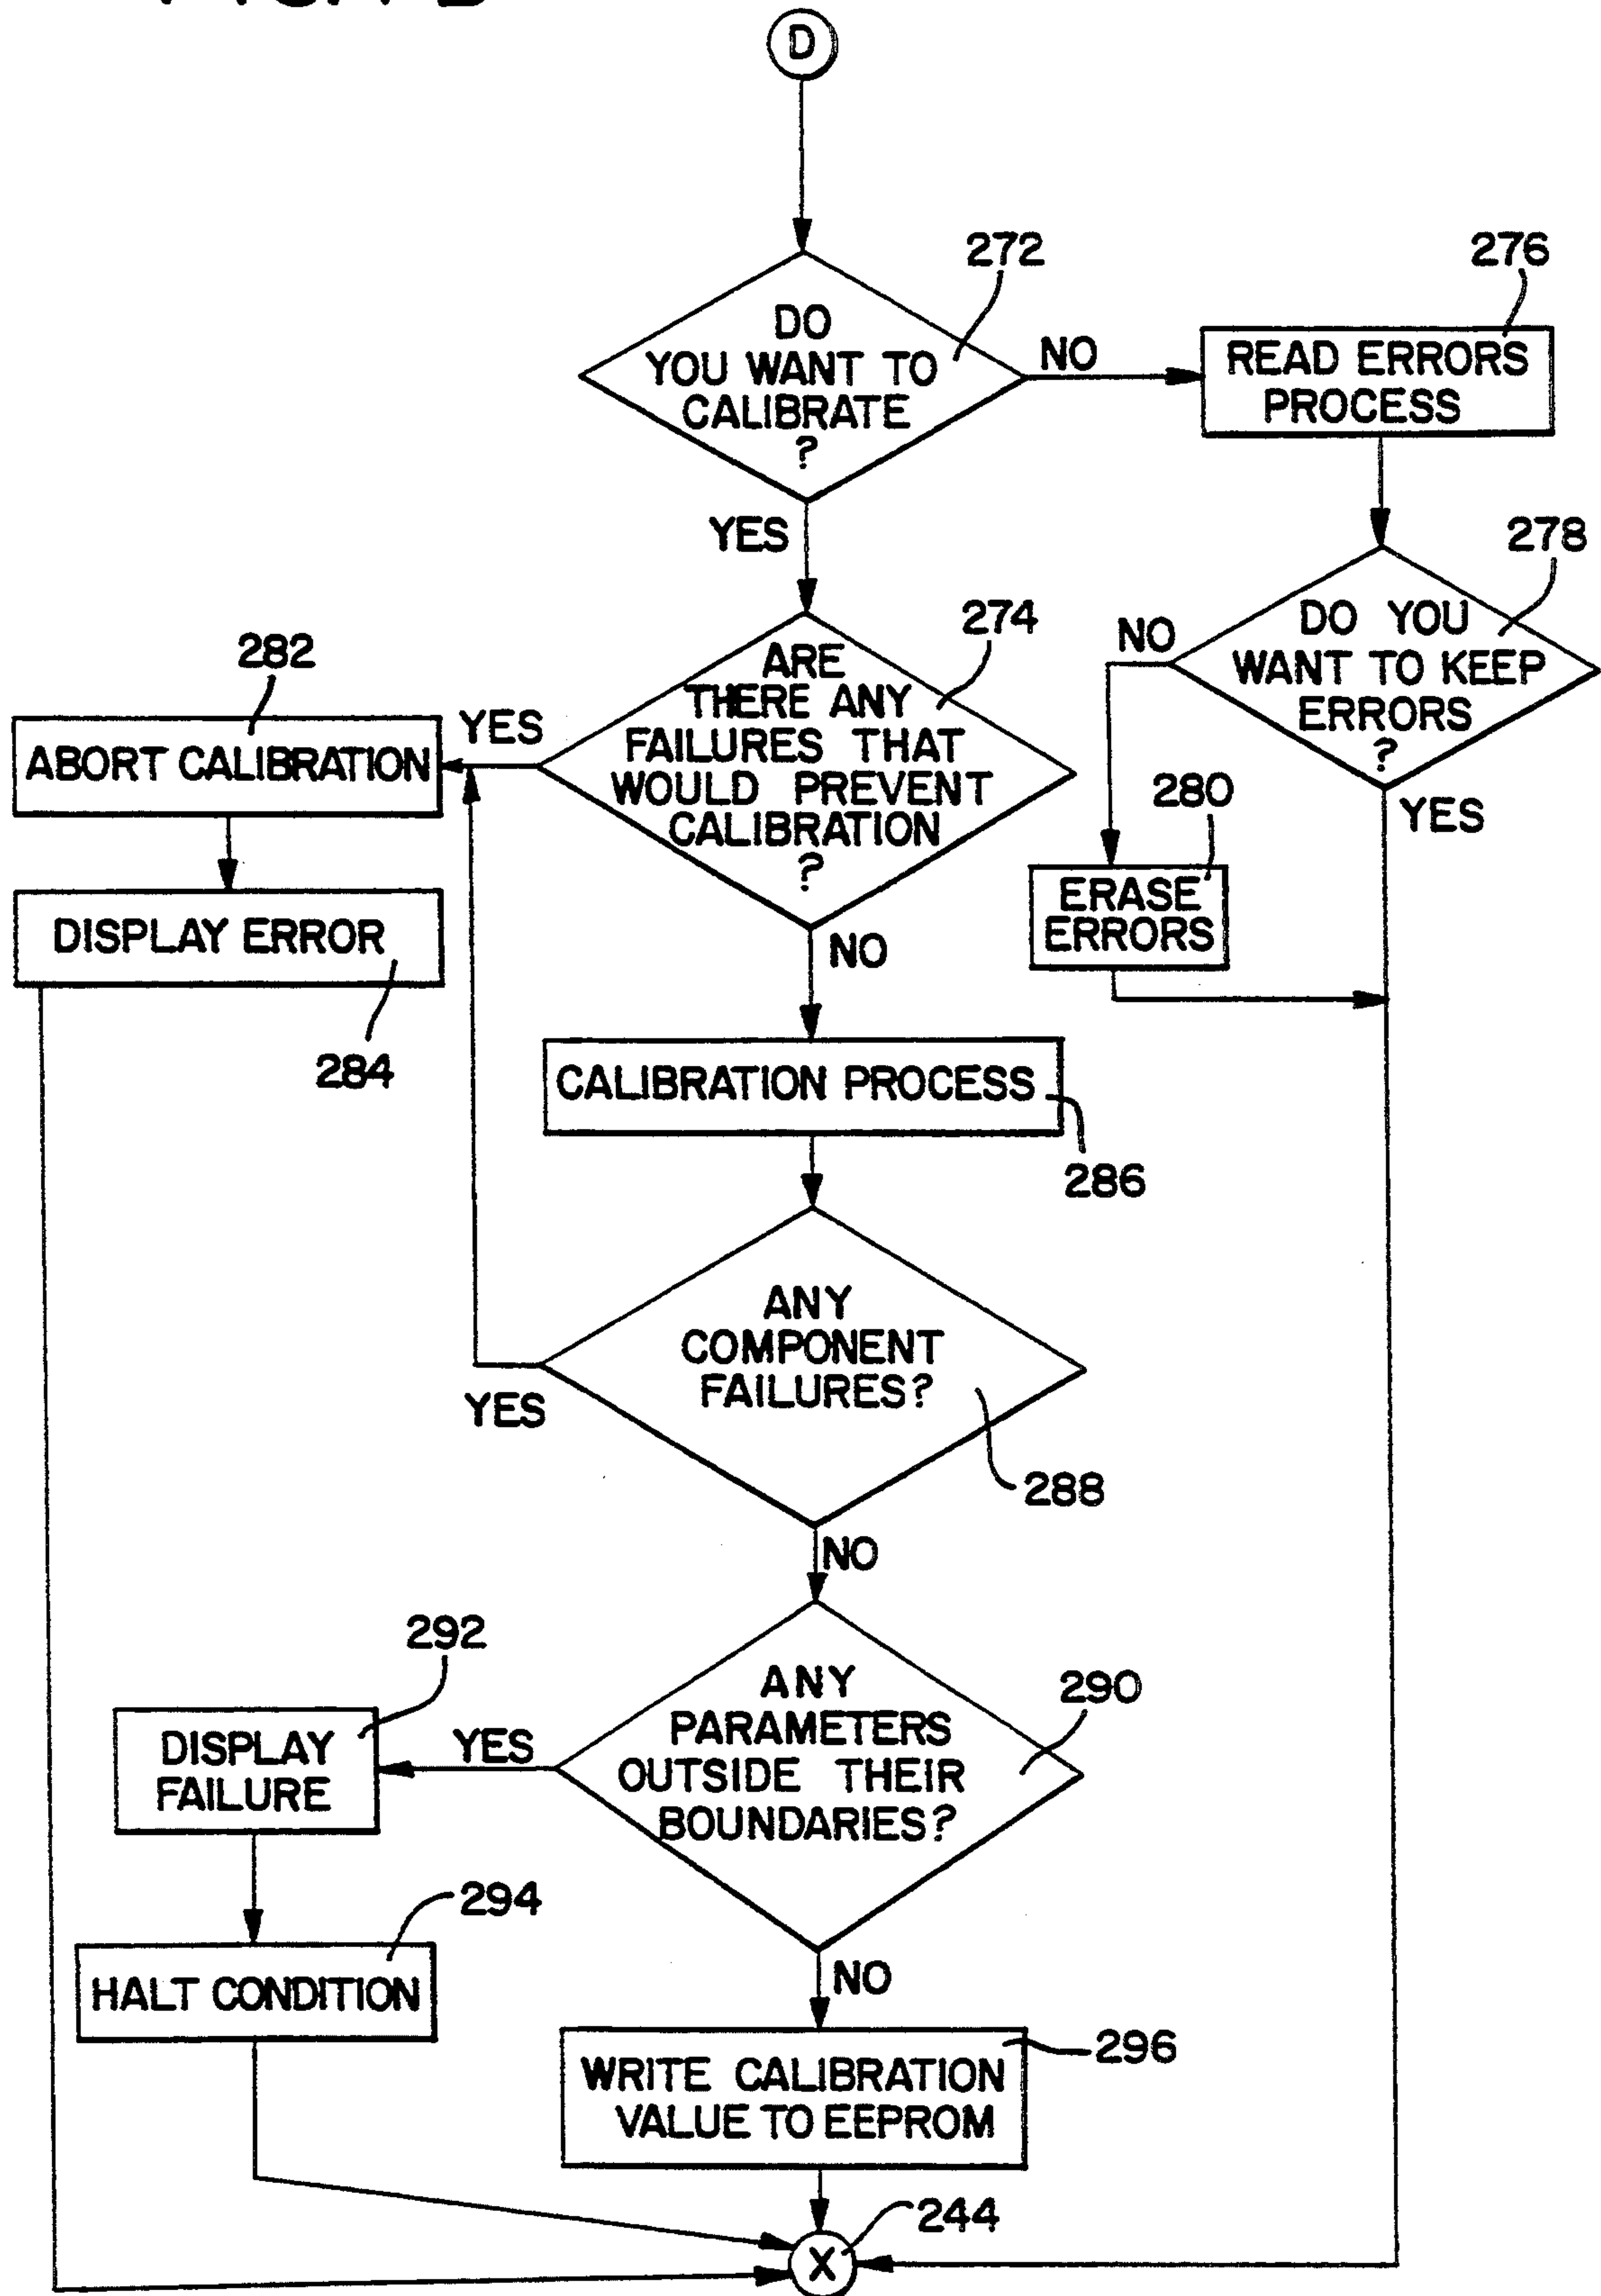 D
272
276
DO
YOU WANT TO
CALIBRATE
?
NO
READ ERRORS
PROCESS
YES
278
274
DO YOU
WANT TO KEEP
ERRORS
?
NO
YES
282
ARE
THERE ANY
FAILURES THAT
WOULD PREVENT
CALIBRATION
?
YES
ABORT CALIBRATION
280
ERASE
ERRORS
DISPLAY ERROR
284
NO
CALIBRATION PROCESS
286
ANY
COMPONENT
FAILURES?
YES
288
NO
292
290
ANY
PARAMETERS
OUTSIDE THEIR
BOUNDARIES?
YES
DISPLAY
FAILURE
294
HALT CONDITION
NO
296
WRITE CALIBRATION
VALUE TO EEPROM
244
X